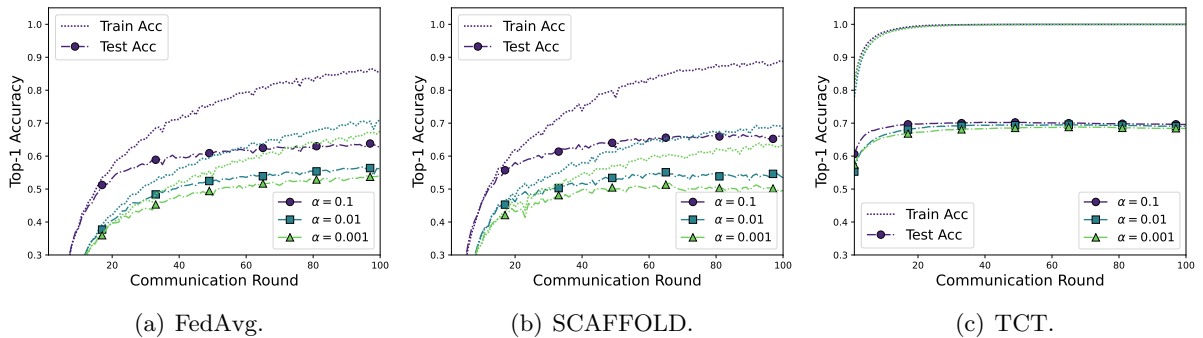 1.0
0.9
0.8
0.7
0.6
0.5
0.4
0.3
20 40 60 80 100
Top-1 Accuracy
Communication Round
Train Acc
Test Acc
α = 0.1
α = 0.01
α = 0.001
(a) FedAvg.
1.0
0.9
0.8
0.7
0.6
0.5
0.4
0.3
20 40 60 80 100
Top-1 Accuracy
Communication Round
Train Acc
Test Acc
α = 0.1
α = 0.01
α = 0.001
(b) SCAFFOLD.
1.0
0.9
0.8
0.7
0.6
0.5
0.4
0.3
20 40 60 80 100
Top-1 Accuracy
Communication Round
Train Acc
Test Acc
α = 0.1
α = 0.01
α = 0.001
(c) TCT.